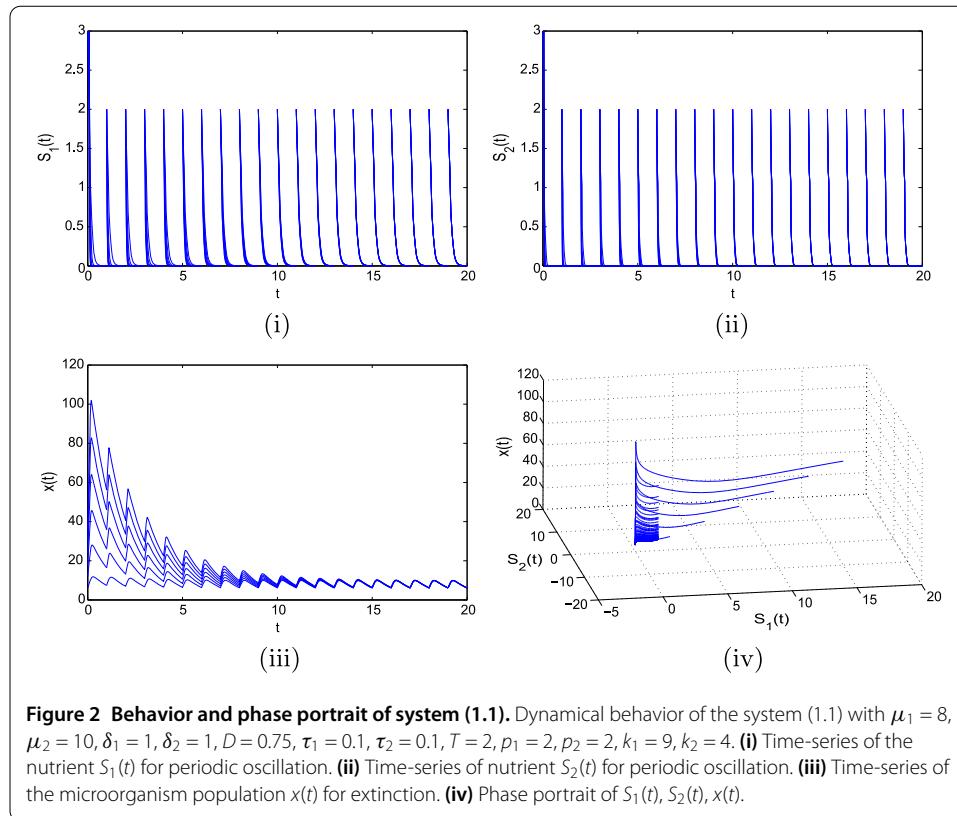 3
2.5
2
1.5
1
0.5
0
S_1(t)
0 5 10 15 20
t
(i)
3
2.5
2
1.5
1
0.5
0
S_2(t)
0 5 10 15 20
t
(ii)
120
100
80
60
40
20
0
x(t)
0 5 10 15 20
t
(iii)
120
100
80
60
40
20
0
x(t)
20
10
0
−10
−20
S_2(t)
−5 0 5 10 15 20
S_1(t)
(iv)
Figure 2 Behavior and phase portrait of system (1.1). Dynamical behavior of the system (1.1) with μ1 = 8,
μ2 = 10, δ1 = 1, δ2 = 1, D = 0.75, τ1 = 0.1, τ2 = 0.1, T = 2, p1 = 2, p2 = 2, k1 = 9, k2 = 4. (i) Time-series of the
nutrient S1(t) for periodic oscillation. (ii) Time-series of nutrient S2(t) for periodic oscillation. (iii) Time-series of
the microorganism population x(t) for extinction. (iv) Phase portrait of S1(t), S2(t), x(t).